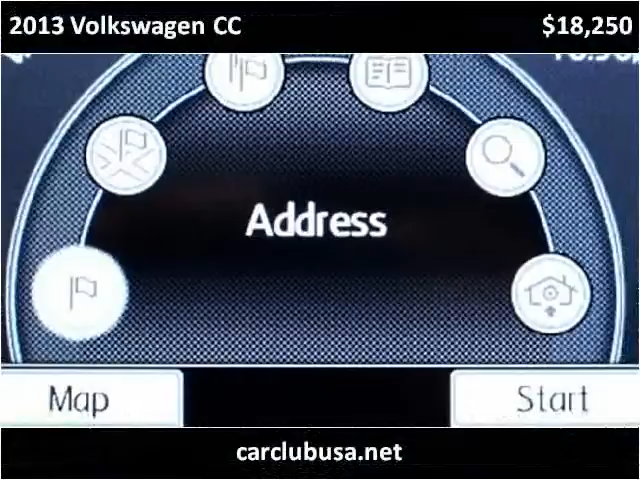 2013 Volkswagen CC
$18,250
Address
Map
Start
carclubusa.net